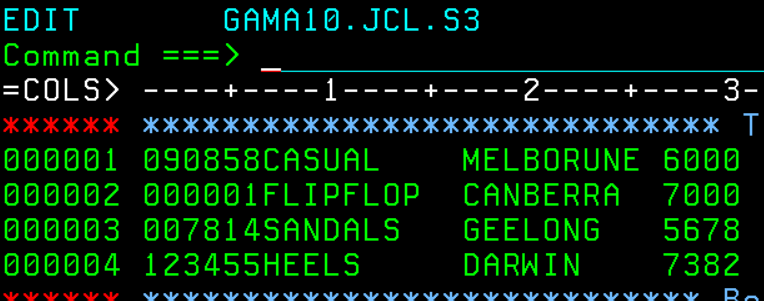 EDIT GAMA10.JCL.S3
Command ===> _
=COLS> ----+----1----+----2----+----3-
****** ***************************** T
000001 090858CASUAL MELBORUNE 6000
000002 000001FLIPFLOP CANBERRA 7000
000003 007814SANDALS GEELONG 5678
000004 123455HEELS DARWIN 7382
****** **************************** Bo